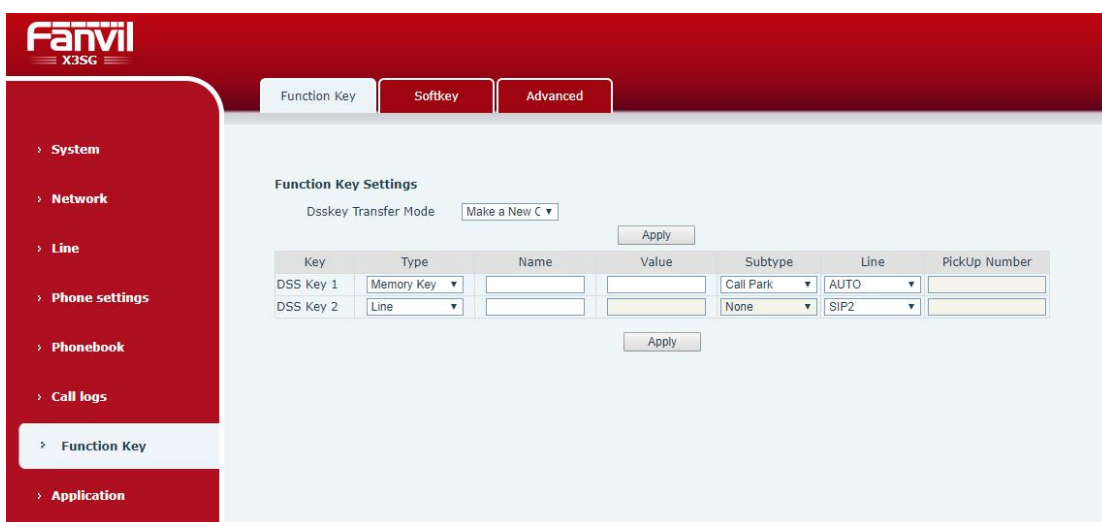 Fanvil
X3SG
Function Key Softkey Advanced
System
Network
Line
Phone settings
Phonebook
Call logs
Function Key
Application
Function Key Settings
Dsskey Transfer Mode Make a New C
Apply
Key Type Name Value Subtype Line PickUp Number
DSS Key 1 Memory Key Call Park AUTO
DSS Key 2 Line None SIP2
Apply